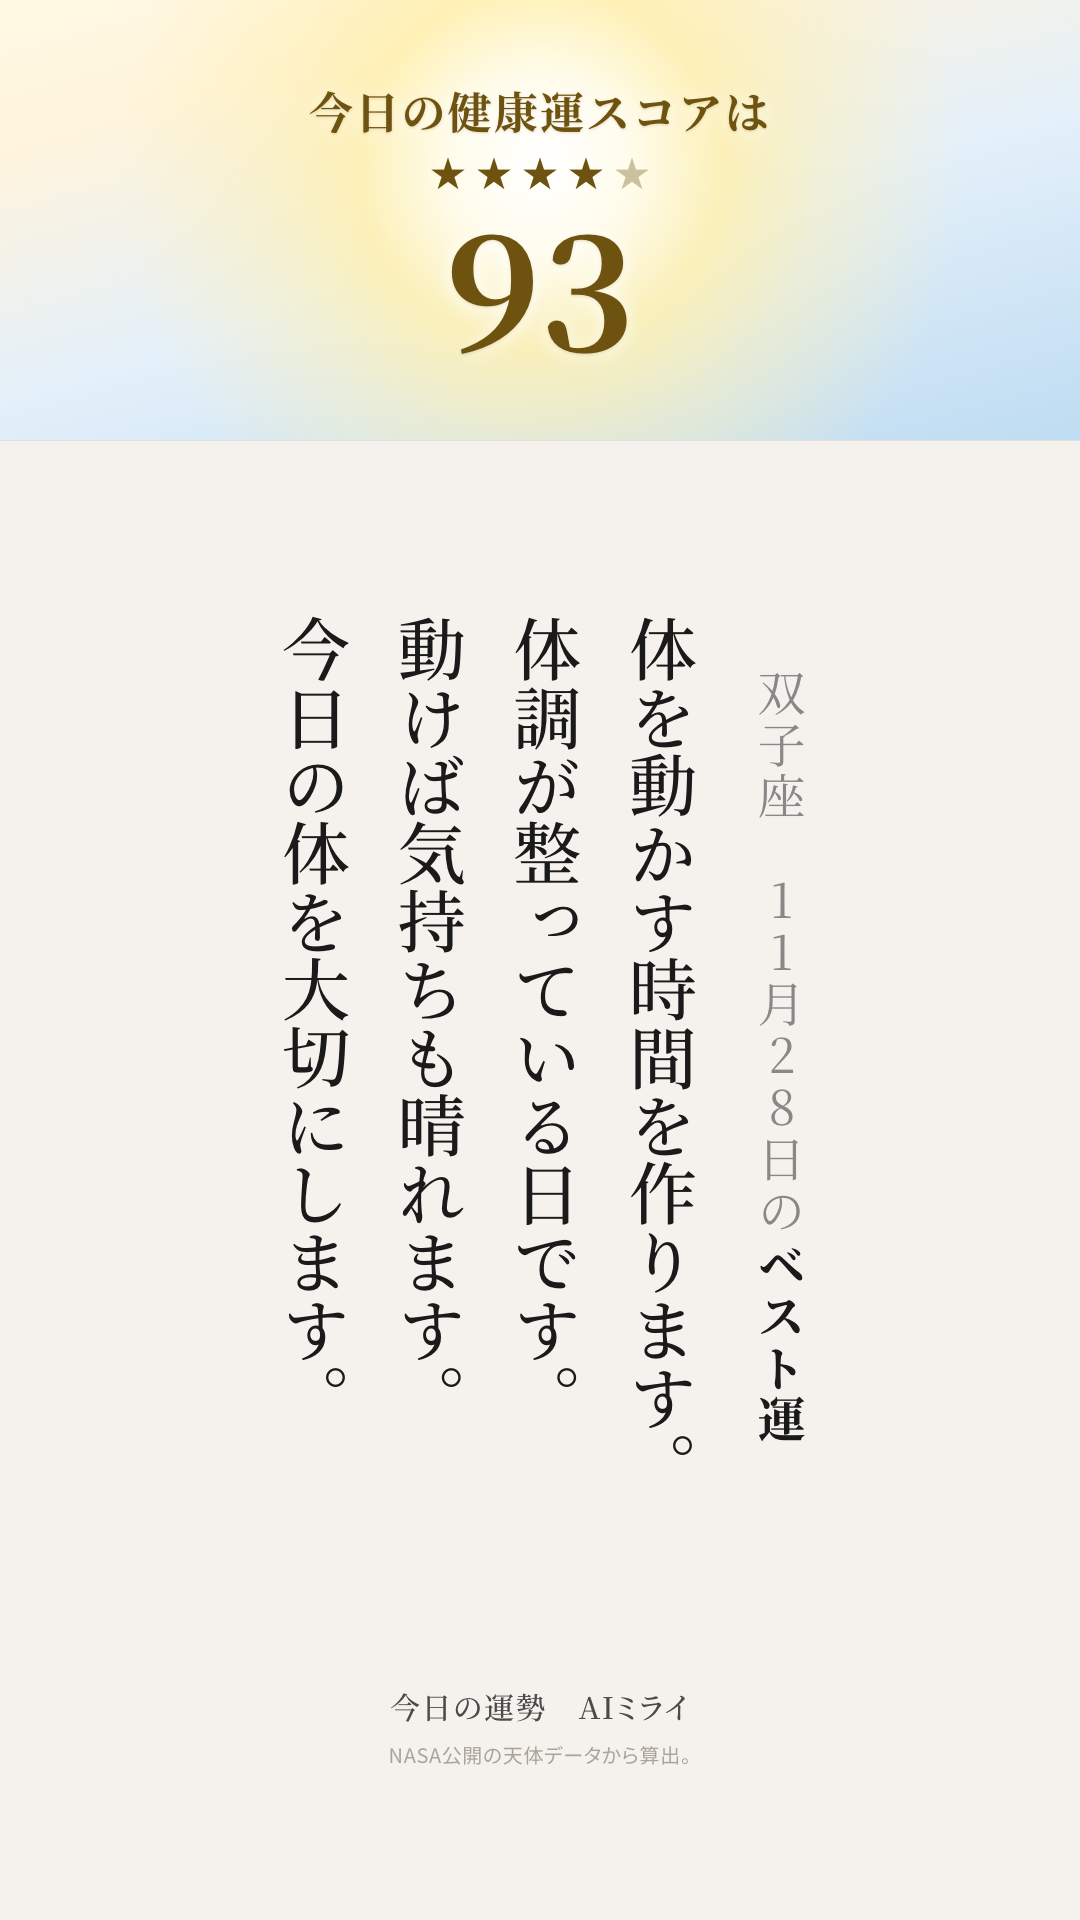 今日の健康運スコアは
★★★★★
93
双子座　11月28日のベスト運
体を動かす時間を作ります。
体調が整っている日です。
動けば気持ちも晴れます。
今日の体を大切にします。
今日の運勢　AIミライ
NASA公開の天体データから算出。